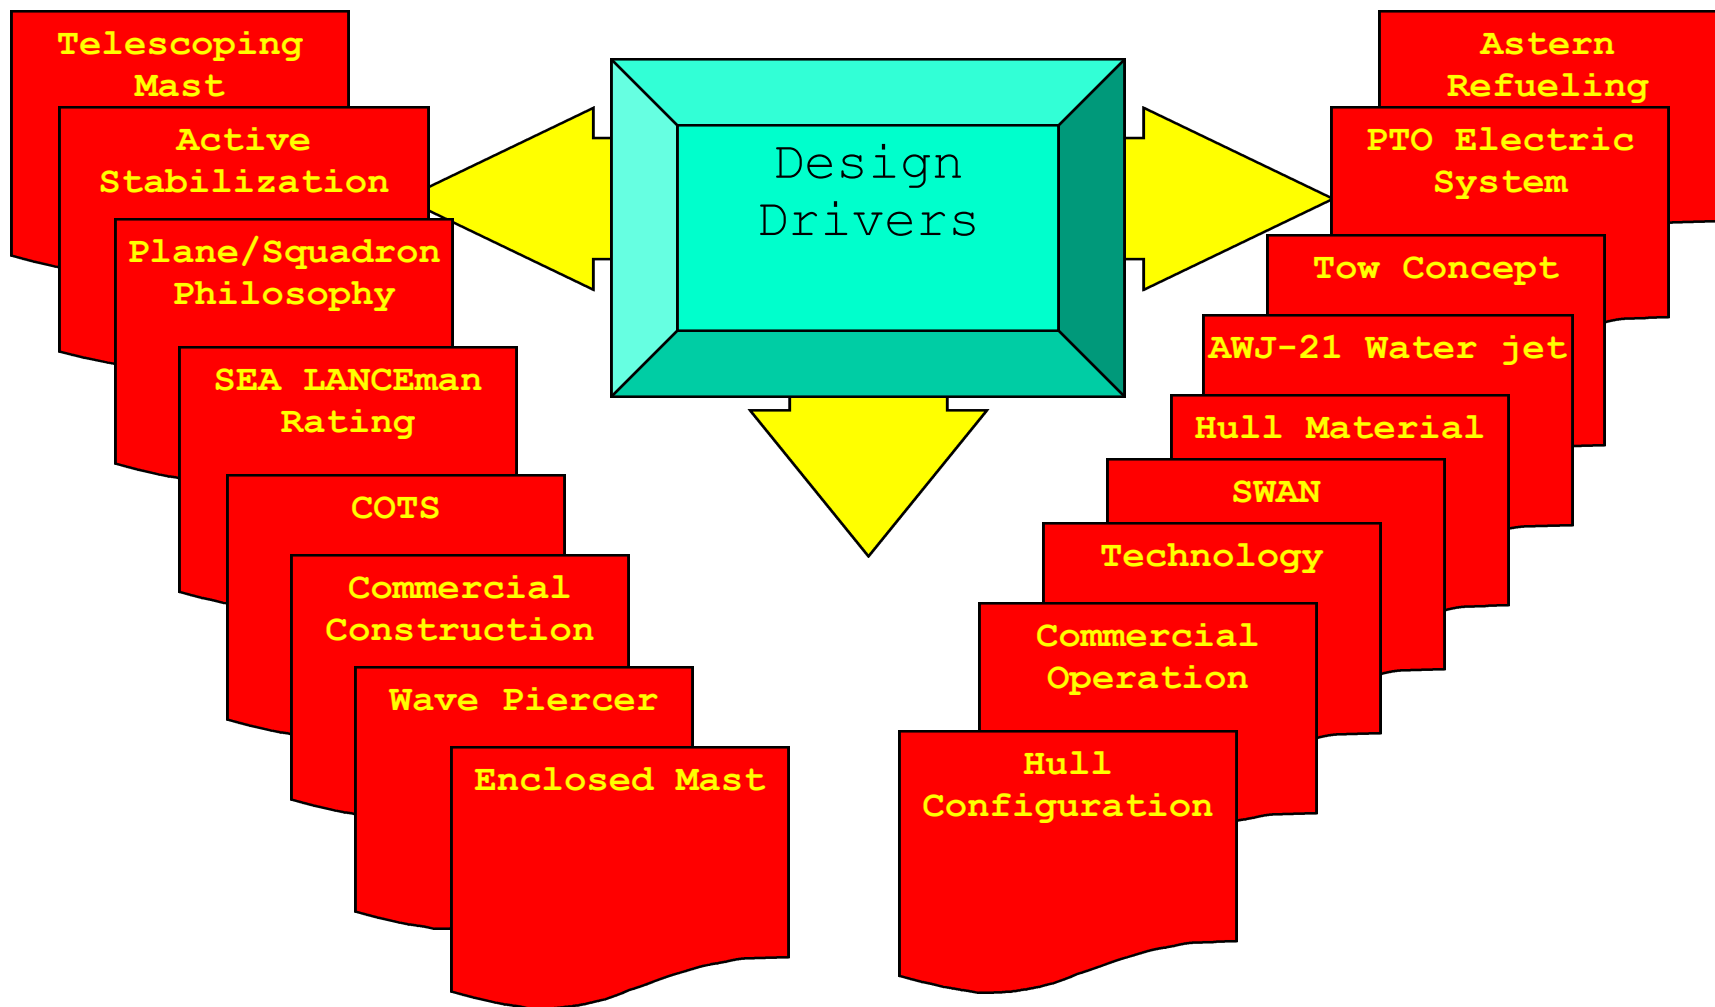 Telescoping
Mast
Active
Stabilization
Plane/Squadron
Philosophy
SEA LANCEman
Rating
COTS
Commercial
Construction
Wave Piercer
Enclosed Mast
Design
Drivers
Astern
Refueling
PTO Electric
System
Tow Concept
AWJ-21 Water jet
Hull Material
SWAN
Technology
Commercial
Operation
Hull
Configuration